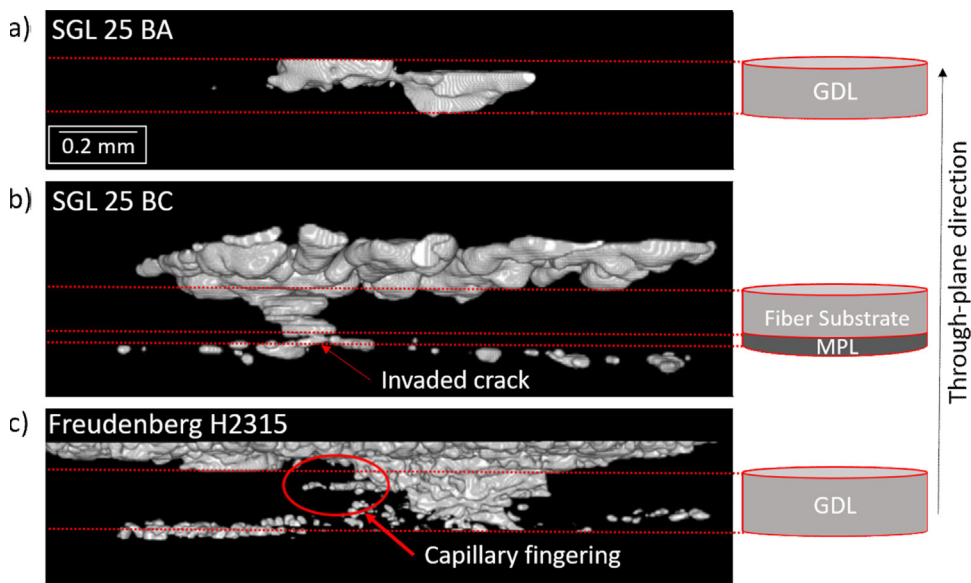 a)
SGL 25 BA
0.2 mm
GDL
b)
SGL 25 BC
Fiber Substrate
MPL
Invaded crack
Through-plane direction
c)
Freudenberg H2315
GDL
Capillary fingering